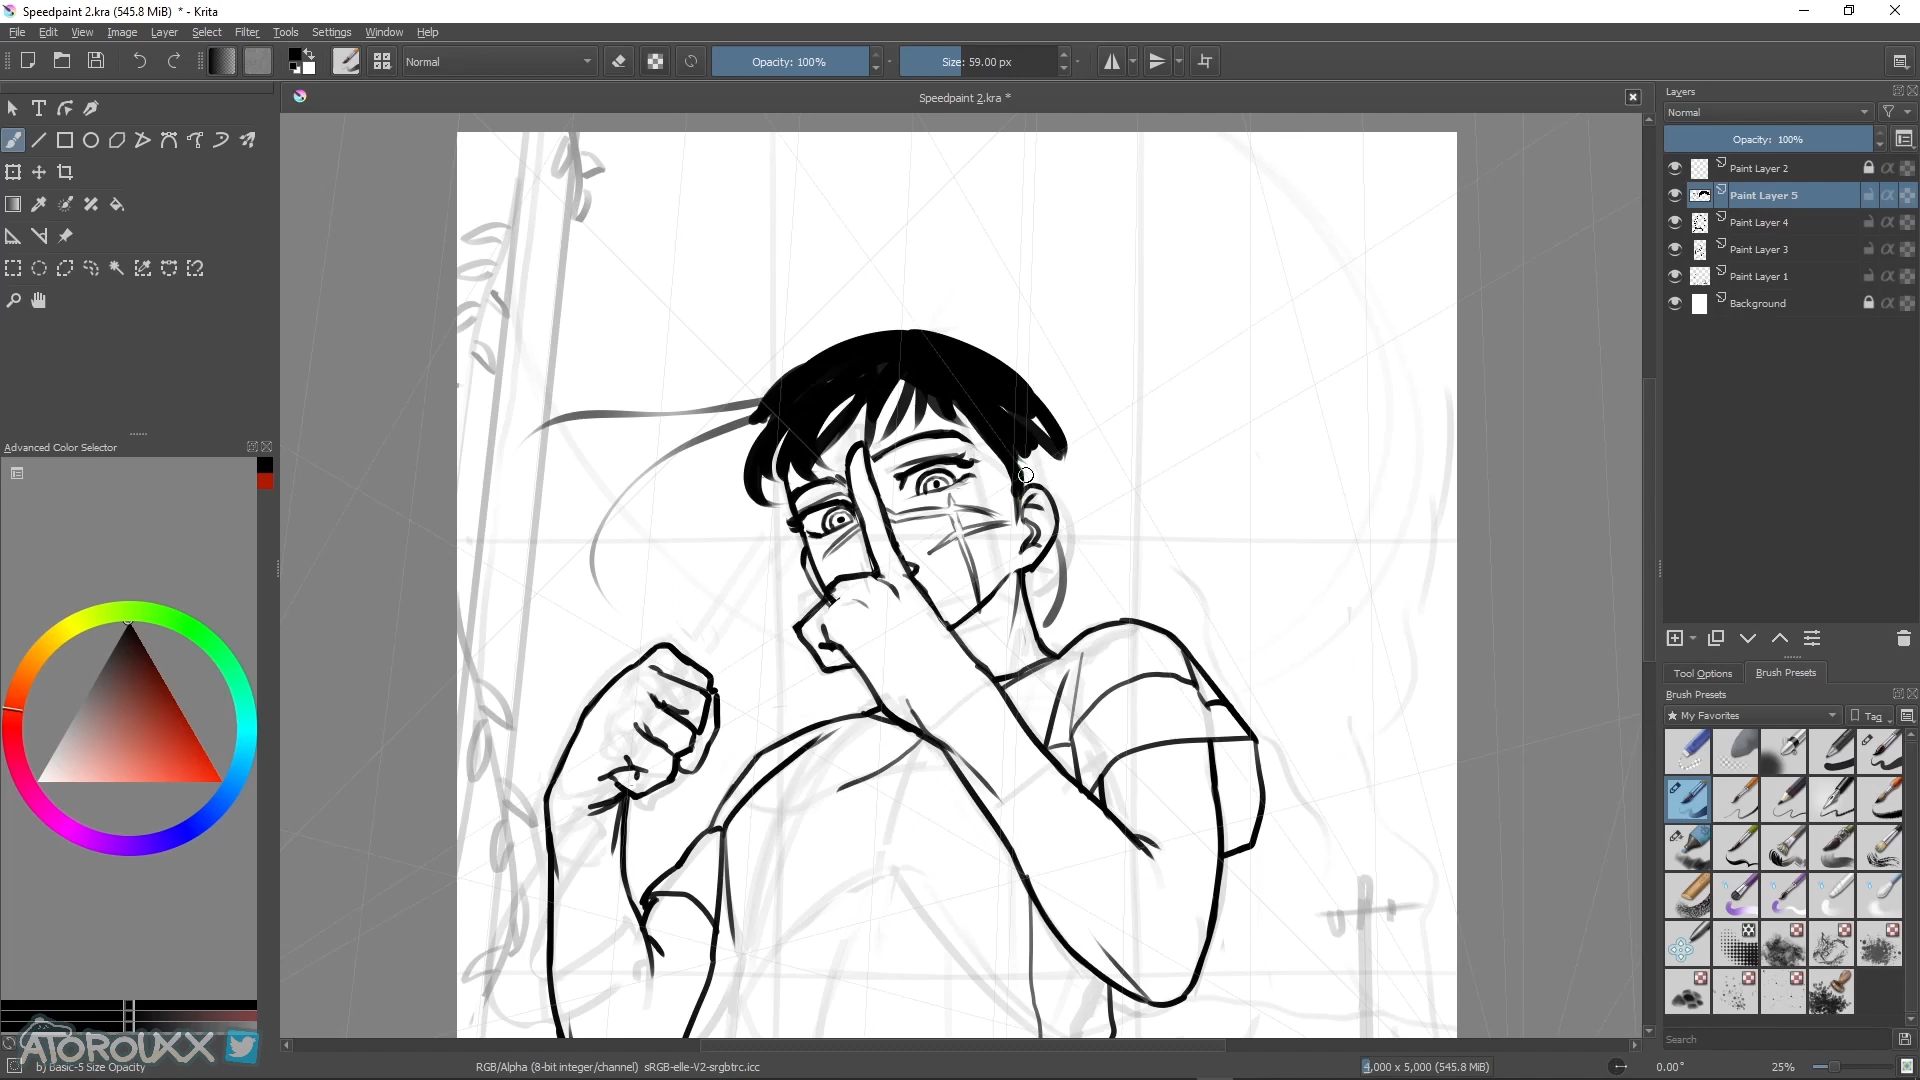 Speedpaint 2.kra (545.8 MiB) * - Krita
File Edit View Image Layer Select Filter Tools Settings Window Help
Normal
Opacity: 100%
Size: 59.00 px
Speedpaint 2.kra *
Layers
Normal
Opacity: 100%
Paint Layer 2
Paint Layer 5
Paint Layer 4
Paint Layer 3
Paint Layer 1
Background
Advanced Color Selector
Tool Options Brush Presets
Brush Presets
★ My Favorites Tag
Search
ATOROUXX
b) Basic-5 Size Opacity
RGB/Alpha (8-bit integer/channel) sRGB-elle-V2-srgbtrc.icc
4,000 x 5,000 (545.8 MiB)
0.00°
25%